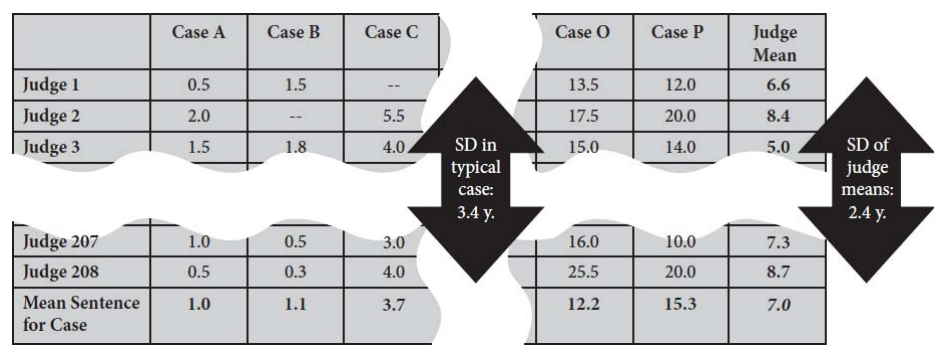 Case A Case B Case C Case O Case P Judge Mean
Judge 1 0.5 1.5 -- 13.5 12.0 6.6
Judge 2 2.0 -- 5.5 17.5 20.0 8.4
Judge 3 1.5 1.8 4.0 15.0 14.0 5.0
SD in
typical
case:
3.4 y.
SD of
judge
means:
2.4 y.
Judge 207 1.0 0.5 3.0 16.0 10.0 7.3
Judge 208 0.5 0.3 4.0 25.5 20.0 8.7
Mean Sentence for Case 1.0 1.1 3.7 12.2 15.3 7.0